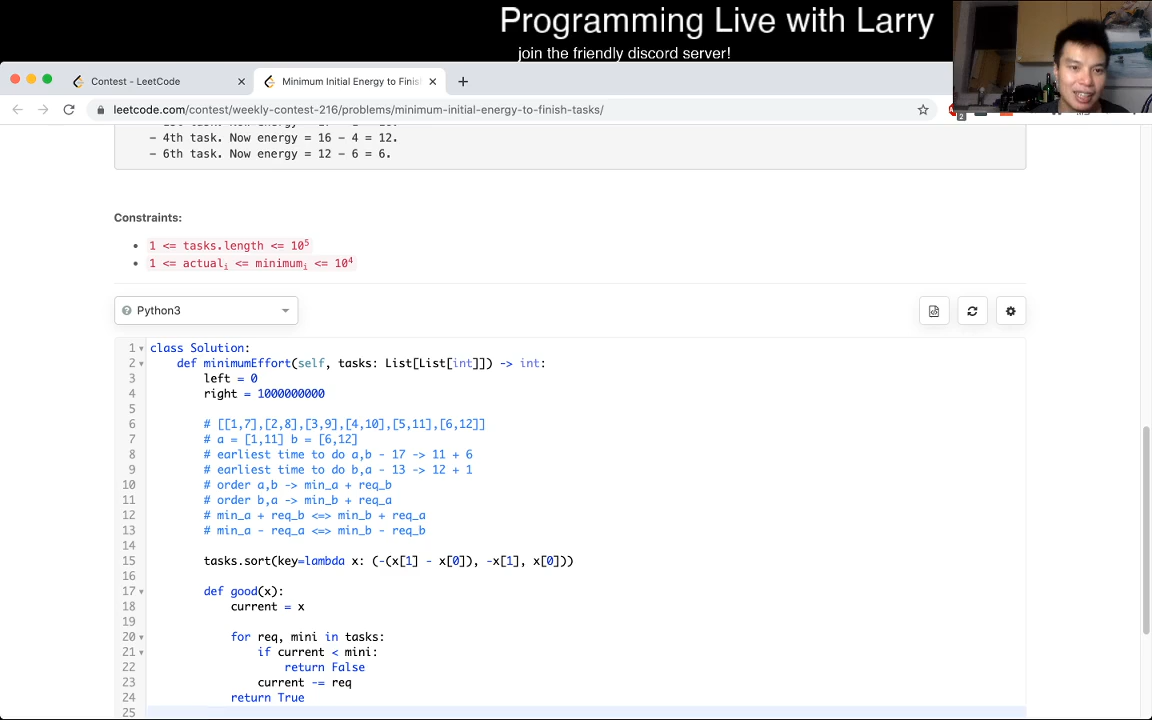 Programming Live with Larry
join the friendly discord server!
Contest - LeetCode
Minimum Initial Energy to Finis
leetcode.com/contest/weekly-contest-216/problems/minimum-initial-energy-to-finish-tasks/
2
- 4th task. Now energy = 16 - 4 = 12.
- 6th task. Now energy = 12 - 6 = 6.
Constraints:
1 <= tasks.length <= 10^5
1 <= actual_i <= minimum_i <= 10^4
Python3
1 class Solution:
2 def minimumEffort(self, tasks: List[List[int]]) -> int:
3 left = 0
4 right = 1000000000
5
6 # [[1,7],[2,8],[3,9],[4,10],[5,11],[6,12]]
7 # a = [1,11] b = [6,12]
8 # earliest time to do a,b - 17 -> 11 + 6
9 # earliest time to do b,a - 13 -> 12 + 1
10 # order a,b -> min_a + req_b
11 # order b,a -> min_b + req_a
12 # min_a + req_b <=> min_b + req_a
13 # min_a - req_a <=> min_b - req_b
14
15 tasks.sort(key=lambda x: (-(x[1] - x[0]), -x[1], x[0]))
16
17 def good(x):
18 current = x
19
20 for req, mini in tasks:
21 if current < mini:
22 return False
23 current -= req
24 return True
25